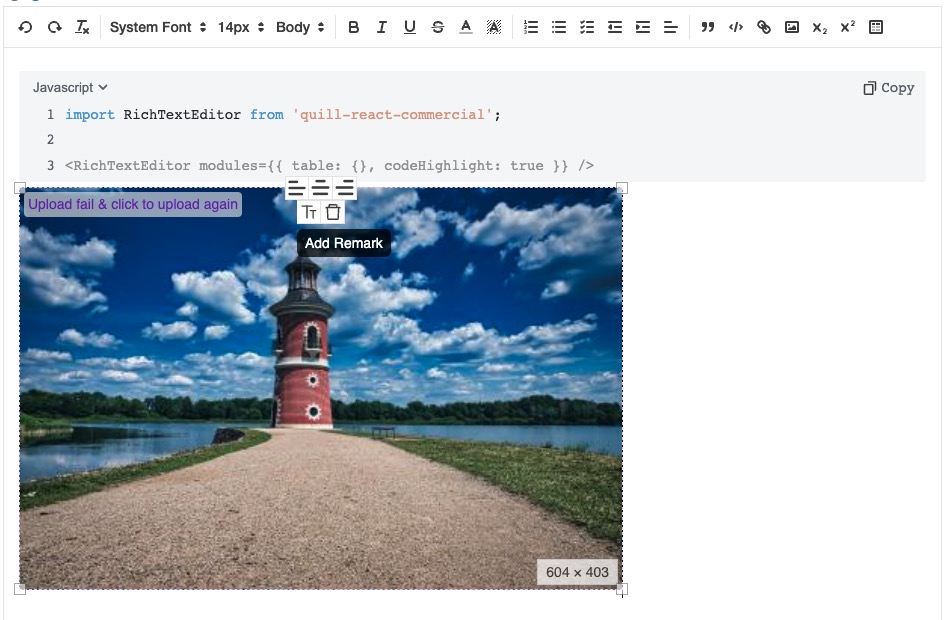 System Font 14px Body B I U S A A
Javascript Copy
1 import RichTextEditor from 'quill-react-commercial';
2
3 <RichTextEditor modules={{ table: {}, codeHighlight: true }} />
Upload fail & click to upload again
Add Remark
604 × 403